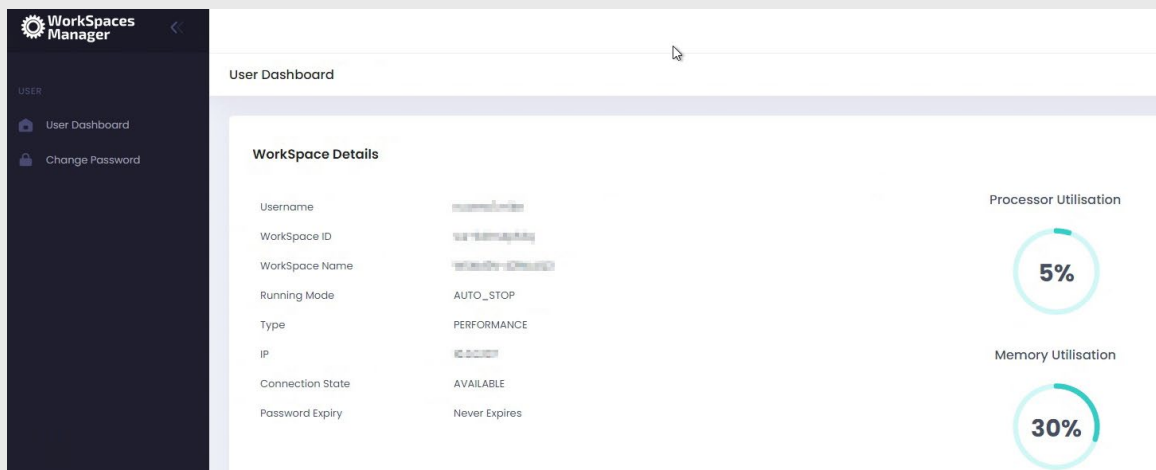 WorkSpaces
Manager
USER
User Dashboard
Change Password
User Dashboard
WorkSpace Details
Username
WorkSpace ID
WorkSpace Name
Running Mode AUTO_STOP
Type PERFORMANCE
IP
Connection State AVAILABLE
Password Expiry Never Expires
Processor Utilisation
5%
Memory Utilisation
30%